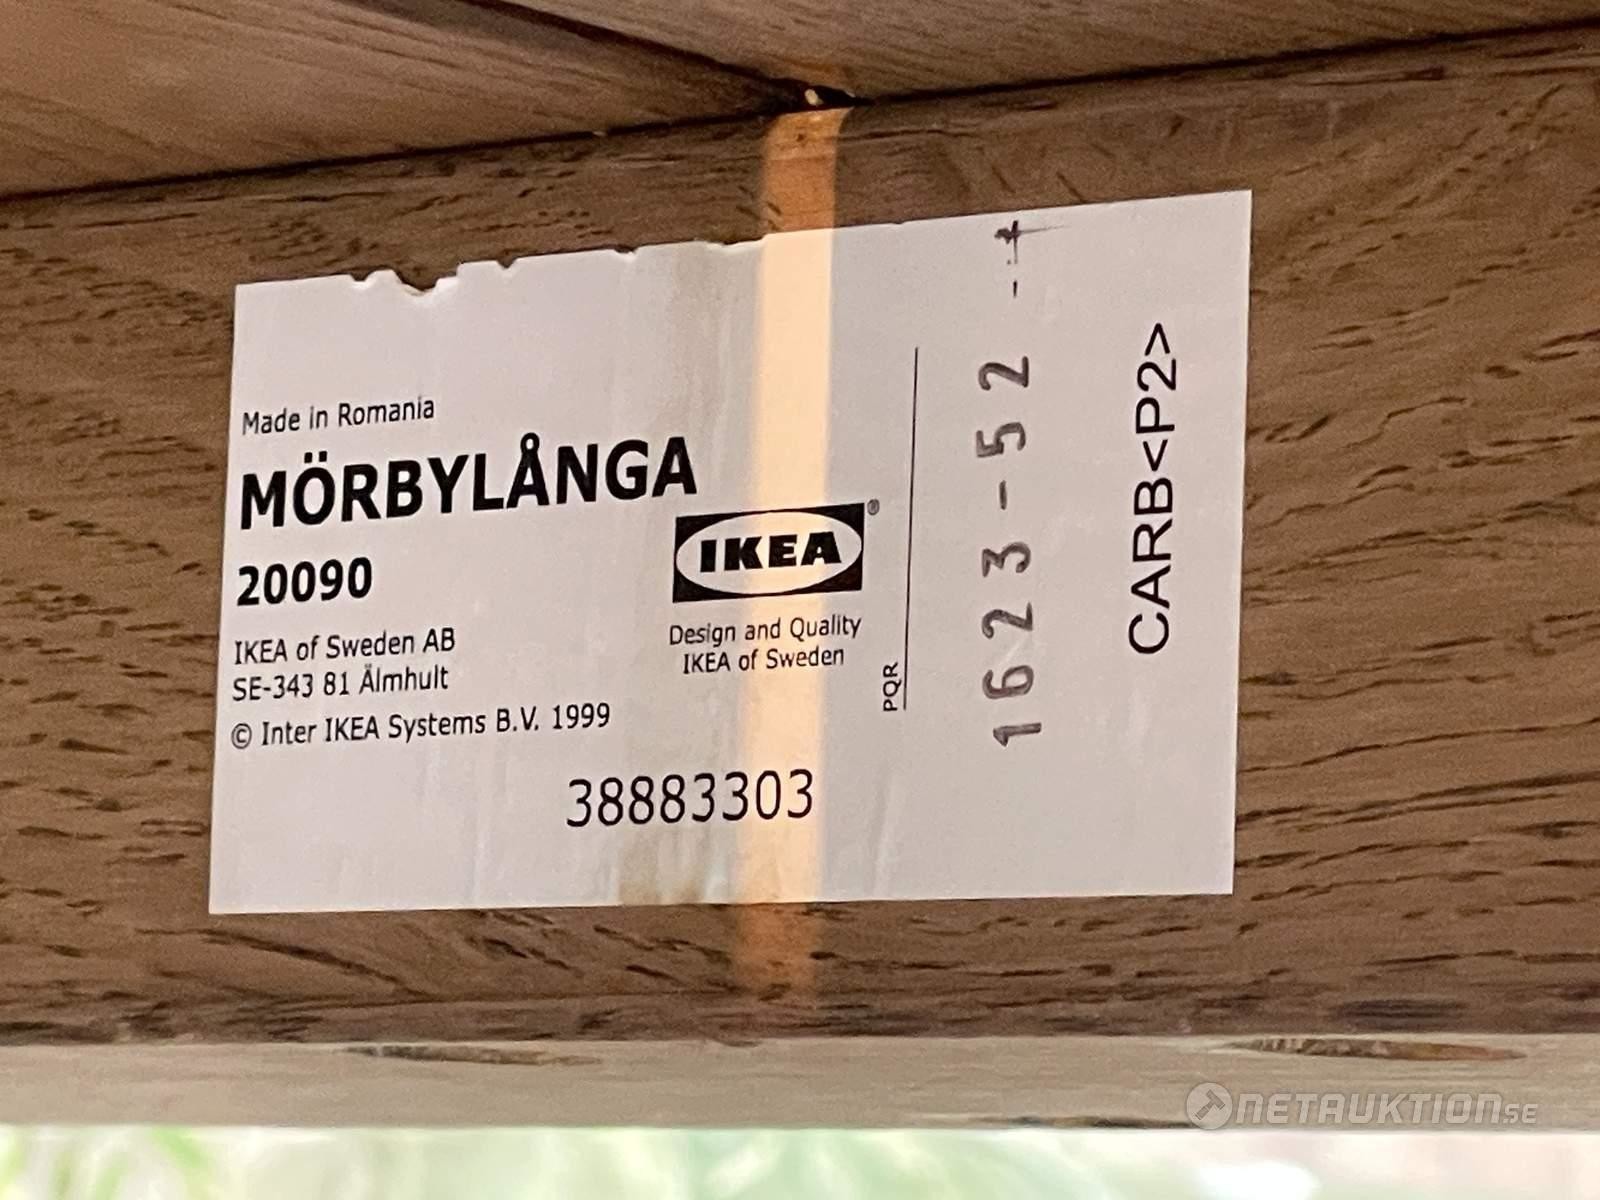 Made in Romania
MÖRBYLÅNGA
20090
IKEA of Sweden AB
SE-343 81 Älmhult
© Inter IKEA Systems B.V. 1999
38883303
IKEA®
Design and Quality
IKEA of Sweden
PQR
1623-52
CARB<P2>
NETAUKTION.SE